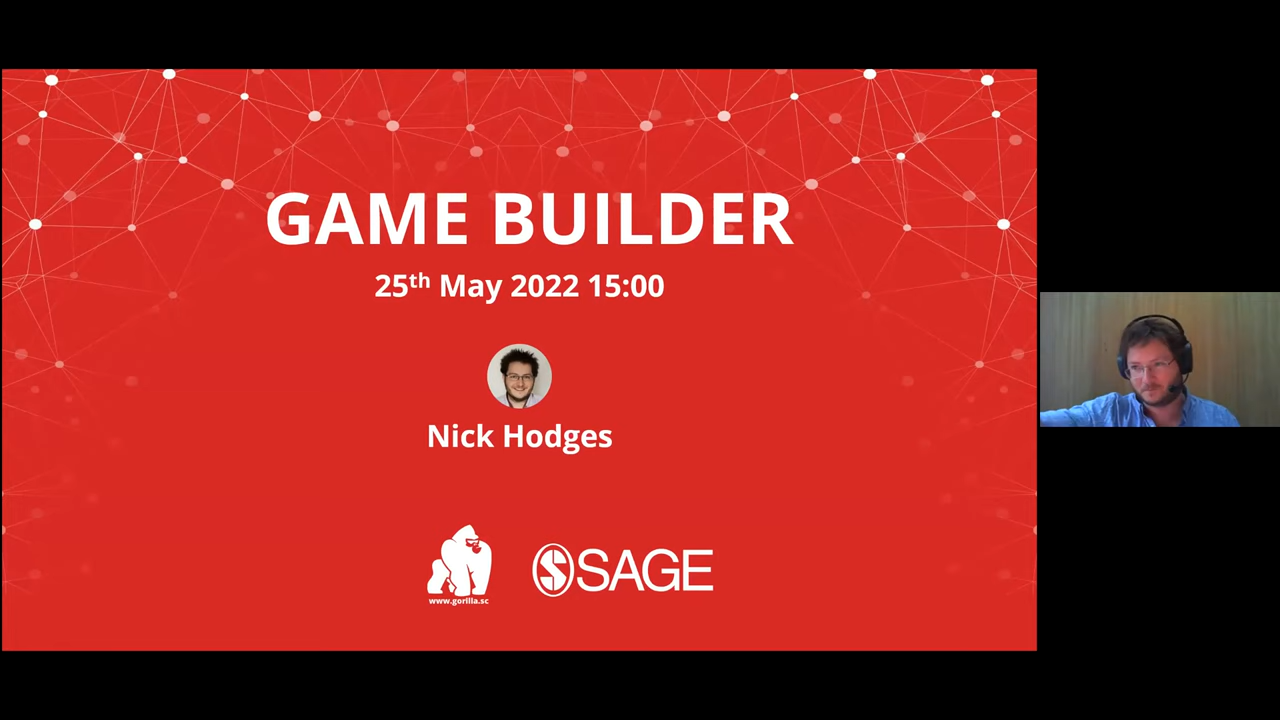 GAME BUILDER
25th May 2022 15:00
Nick Hodges
www.gorilla.sc
SAGE